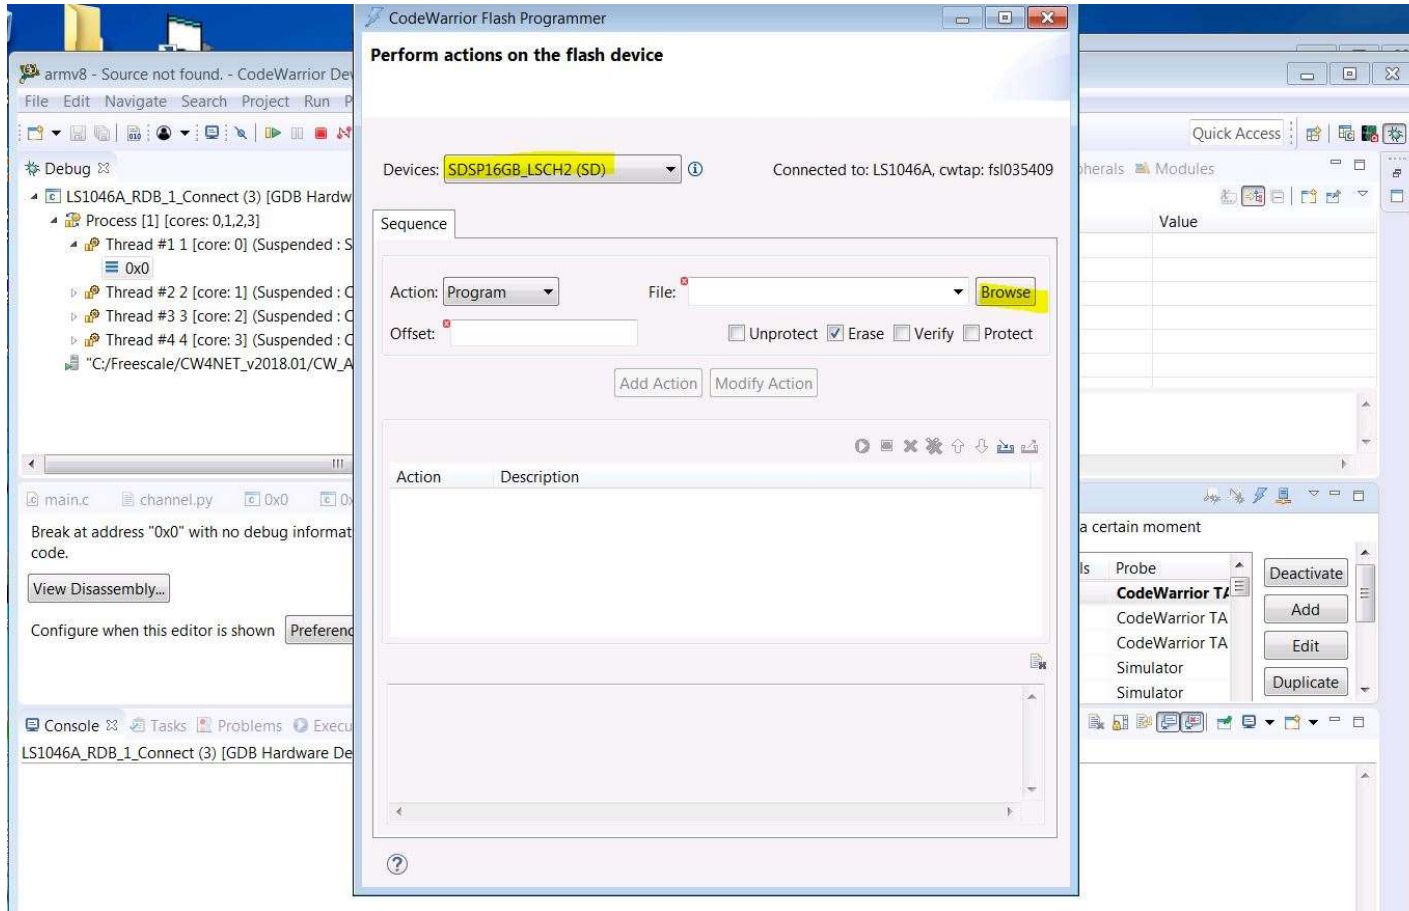 CodeWarrior Flash Programmer
Perform actions on the flash device
armv8 - Source not found. - CodeWarrior Dev
File Edit Navigate Search Project Run P
Quick Access
Debug
Devices: SDSP16GB_LSCH2 (SD)
Connected to: LS1046A, cwtap: fsl035409
pherals Modules
LS1046A_RDB_1_Connect (3) [GDB Hardw
Process [1] [cores: 0,1,2,3]
Thread #1 1 [core: 0] (Suspended : S
0x0
Thread #2 2 [core: 1] (Suspended : C
Thread #3 3 [core: 2] (Suspended : C
Thread #4 4 [core: 3] (Suspended : C
"C:/Freescale/CW4NET_v2018.01/CW_A
Sequence
Value
Action: Program
File:
Browse
Offset:
Unprotect Erase Verify Protect
Add Action Modify Action
Action Description
main.c channel.py 0x0 0x
Break at address "0x0" with no debug informat
code.
View Disassembly...
Configure when this editor is shown Preferenc
a certain moment
ls Probe
CodeWarrior TA
CodeWarrior TA
CodeWarrior TA
Simulator
Simulator
Deactivate
Add
Edit
Duplicate
Console Tasks Problems Execu
LS1046A_RDB_1_Connect (3) [GDB Hardware De